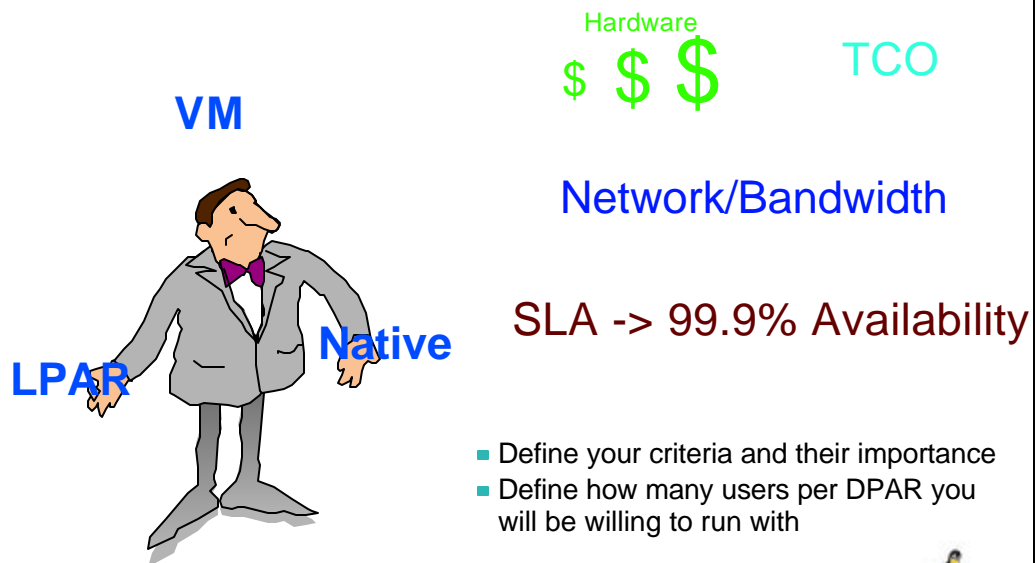 Hardware
$ $ $
TCO
VM
Network/Bandwidth
SLA -> 99.9% Availability
Native
LPAR
Define your criteria and their importance
Define how many users per DPAR you
will be willing to run with